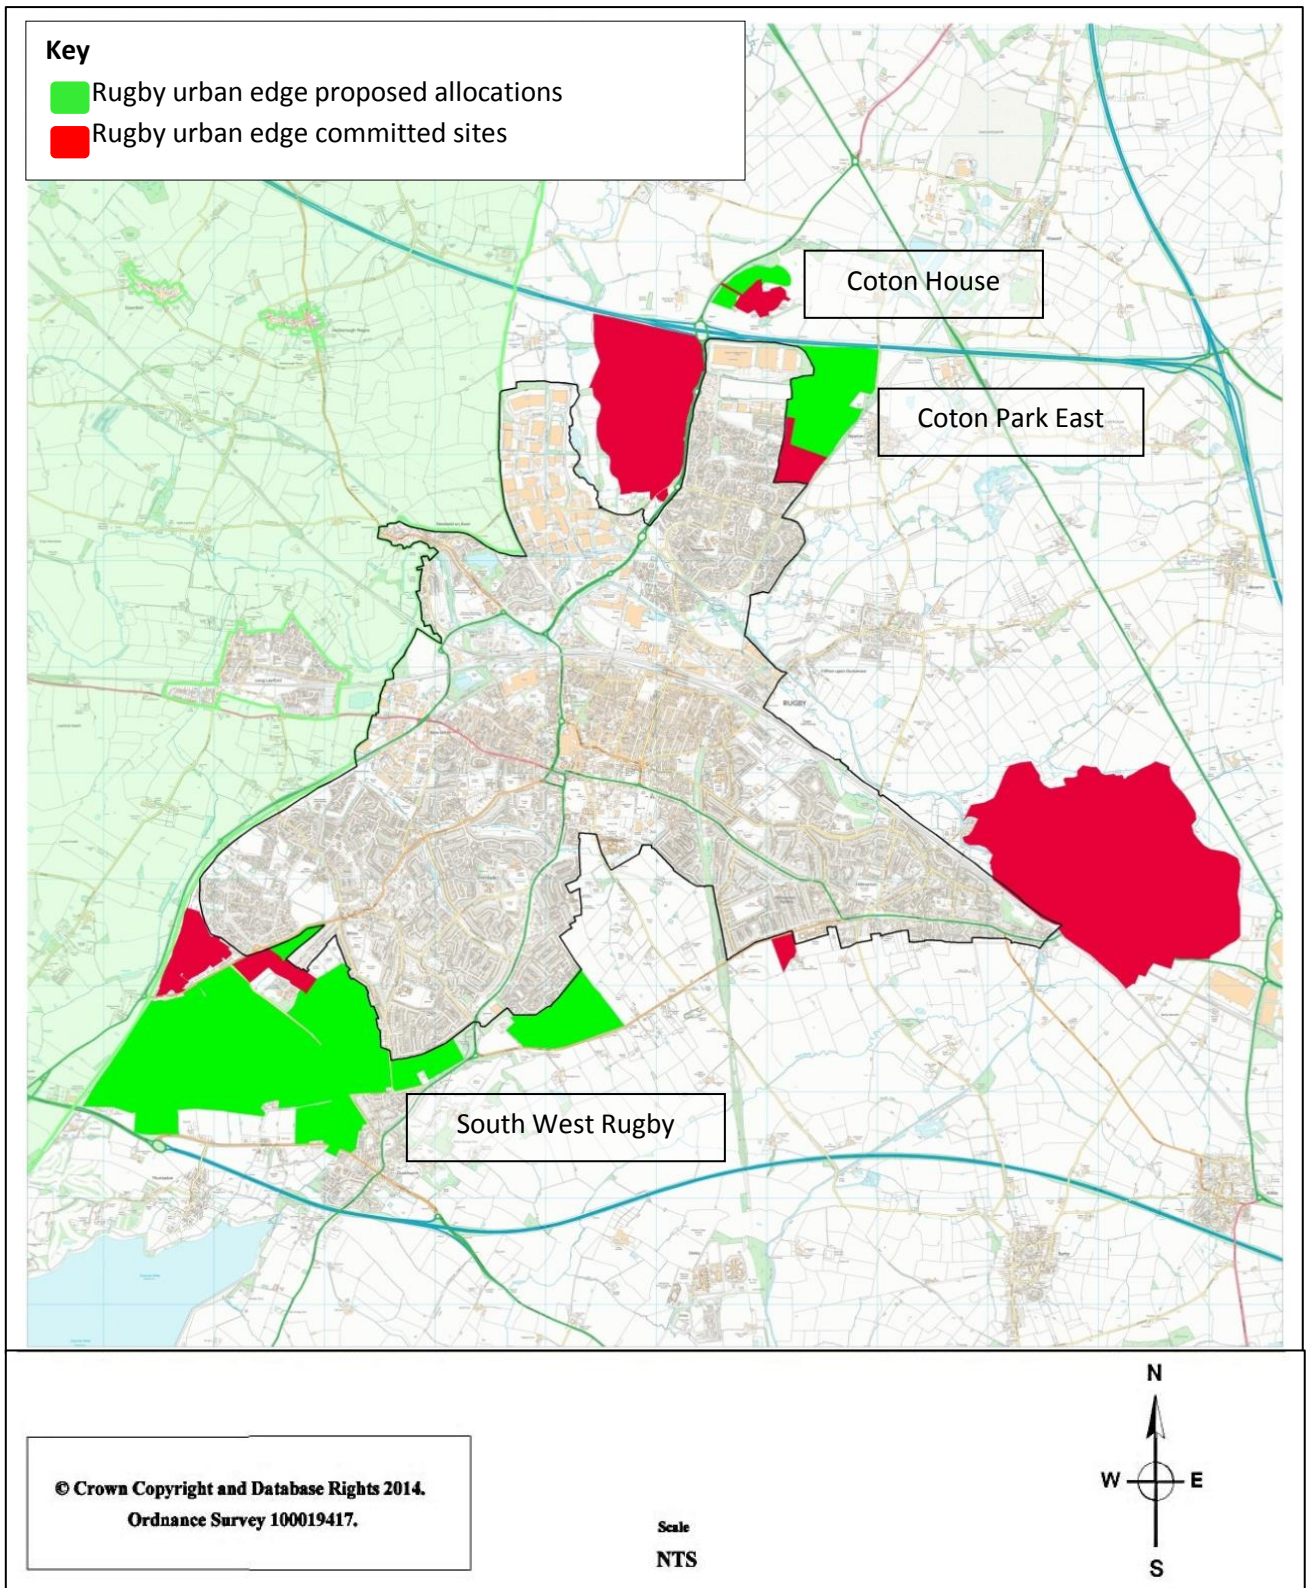 Key
Rugby urban edge proposed allocations
Rugby urban edge committed sites
Coton House
Coton Park East
RUGBY
South West Rugby
© Crown Copyright and Database Rights 2014.
Ordnance Survey 100019417.
Scale
NTS
N
W
E
S